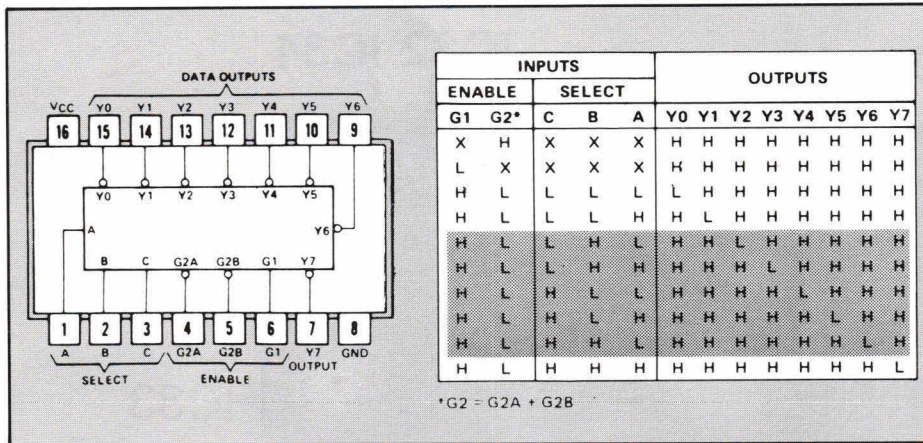 DATA OUTPUTS
VCC Y0 Y1 Y2 Y3 Y4 Y5 Y6
16 15 14 13 12 11 10 9
Y0 Y1 Y2 Y3 Y4 Y5
A Y6
B C G2A G2B G1 Y7
1 2 3 4 5 6 7 8
A B C G2A G2B G1 Y7 GND
OUTPUT
SELECT ENABLE
INPUTS OUTPUTS
ENABLE SELECT
G1 G2* C B A Y0 Y1 Y2 Y3 Y4 Y5 Y6 Y7
X H X X X H H H H H H H H
L X X X X H H H H H H H H
H L L L L L H H H H H H H
H L L L H H L H H H H H H
H L L H L H H L H H H H H
H L L H H H H H L H H H H
H L H L L H H H H L H H H
H L H L H H H H H H L H H
H L H H L H H H H H H L H
H L H H H H H H H H H H L
*G2 = G2A + G2B